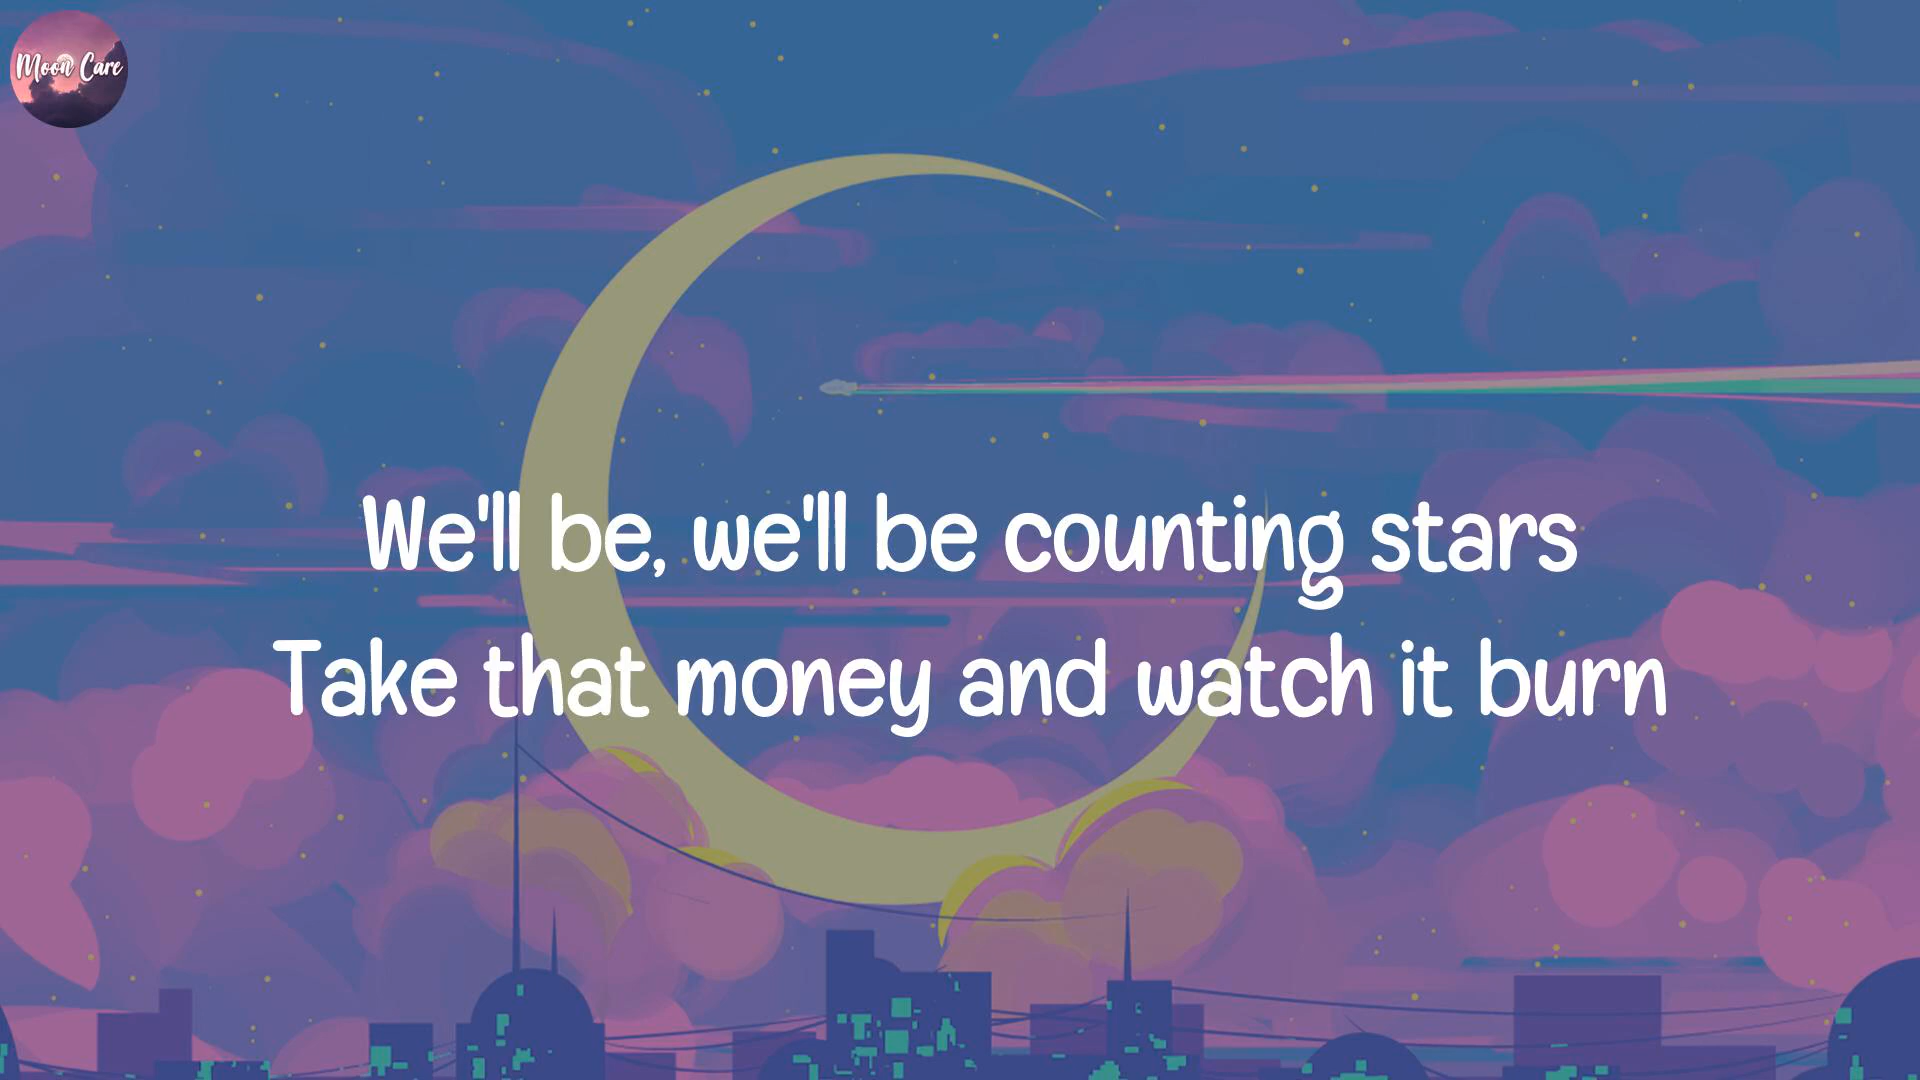 Moon Care
We'll be, we'll be counting stars
Take that money and watch it burn